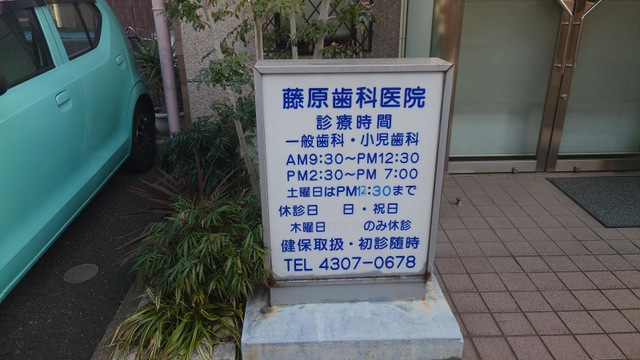 藤原歯科医院
診療時間
一般歯科・小児歯科
AM9:30～PM12:30
PM2:30～PM 7:00
土曜日はPM12:30まで
休診日 日・祝日
木曜日 のみ休診
健保取扱・初診随時
TEL 4307-0678